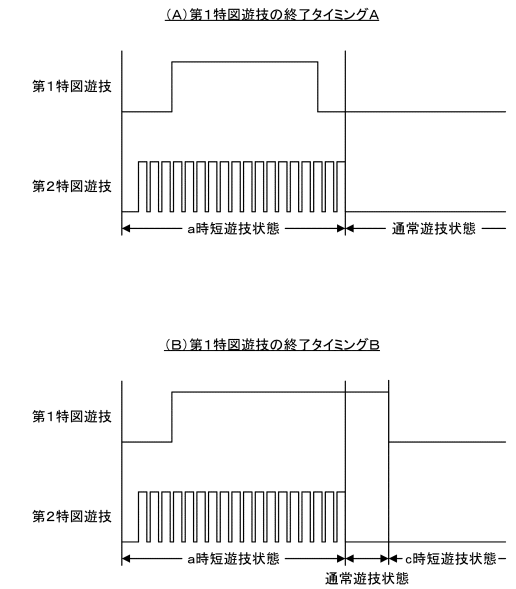 (A)第1特図遊技の終了タイミングA
第1特図遊技
第2特図遊技
a時短遊技状態
通常遊技状態
(B)第1特図遊技の終了タイミングB
第1特図遊技
第2特図遊技
a時短遊技状態
c時短遊技状態
通常遊技状態